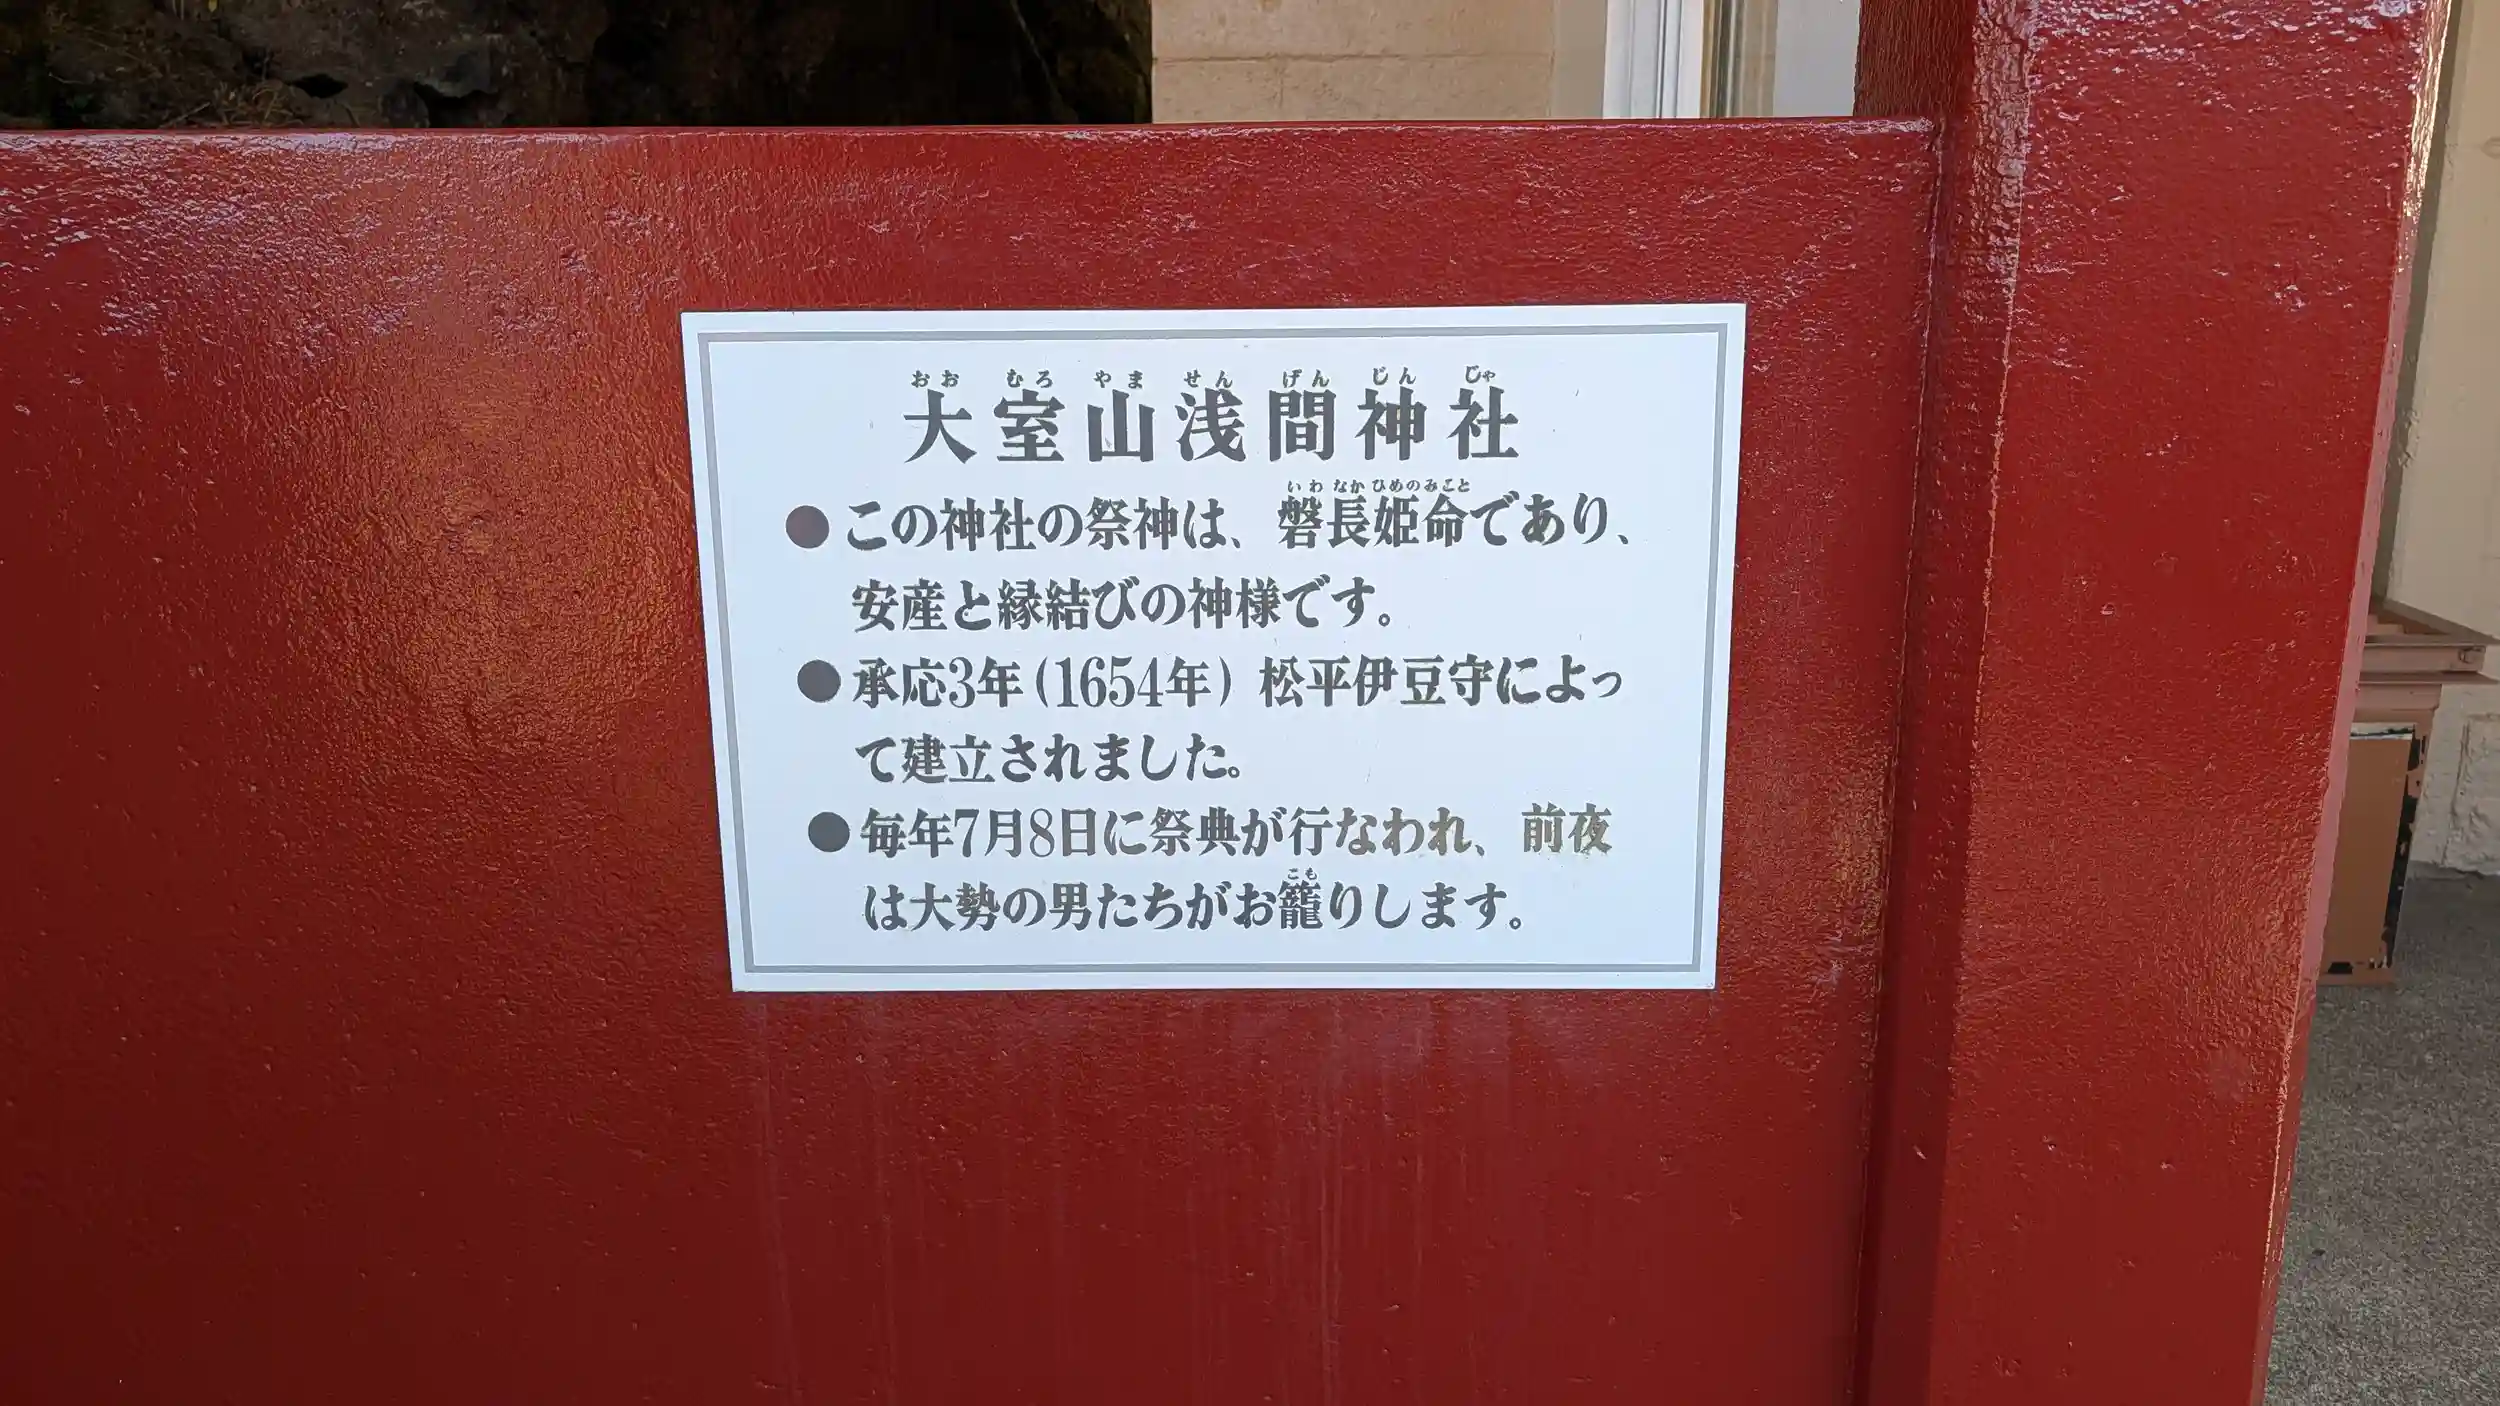 おおむろやませんげんじんじゃ
大室山浅間神社
いわなかひめのみこと
●この神社の祭神は、磐長姫命であり、
安産と縁結びの神様です。
●承応3年(1654年) 松平伊豆守によっ
て建立されました。
●毎年7月8日に祭典が行なわれ、前夜
こも
は大勢の男たちがお籠りします。